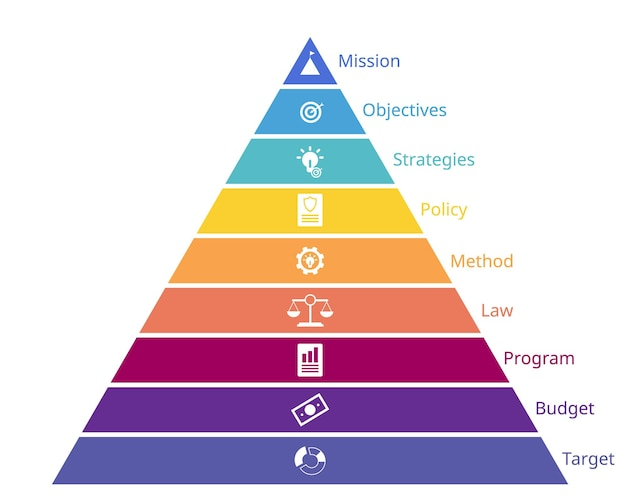 Mission
Objectives
Strategies
Policy
Method
Law
Program
Budget
Target